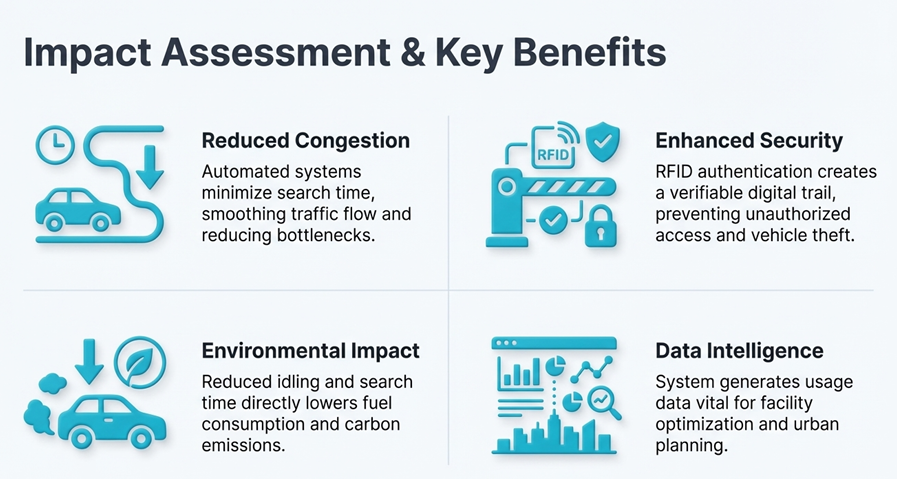 Impact Assessment & Key Benefits
Reduced Congestion
Automated systems
minimize search time,
smoothing traffic flow and
reducing bottlenecks.
RFID
Enhanced Security
RFID authentication creates
a verifiable digital trail,
preventing unauthorized
access and vehicle theft.
Environmental Impact
Reduced idling and search
time directly lowers fuel
consumption and carbon
emissions.
Data Intelligence
System generates usage
data vital for facility
optimization and urban
planning.